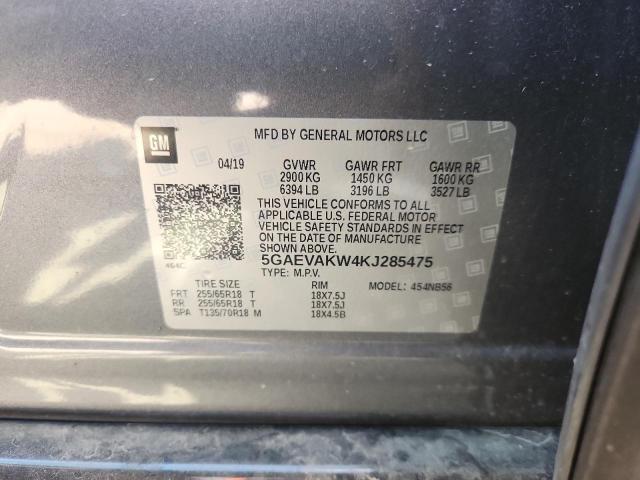 GM
MFD BY GENERAL MOTORS LLC
04/19 GVWR GAWR FRT GAWR RR
2900 KG 1450 KG 1600 KG
6394 LB 3196 LB 3527 LB
THIS VEHICLE CONFORMS TO ALL
APPLICABLE U.S. FEDERAL MOTOR
VEHICLE SAFETY STANDARDS IN EFFECT
ON THE DATE OF MANUFACTURE
SHOWN ABOVE.
464C
5GAEVAKW4KJ285475
TYPE: M.P.V. MODEL: 4S4NB56
TIRE SIZE RIM
FRT 255/65R18 T 18X7.5J
RR 255/65R18 T 18X7.5J
SPA T135/70R18 M 18X4.5B